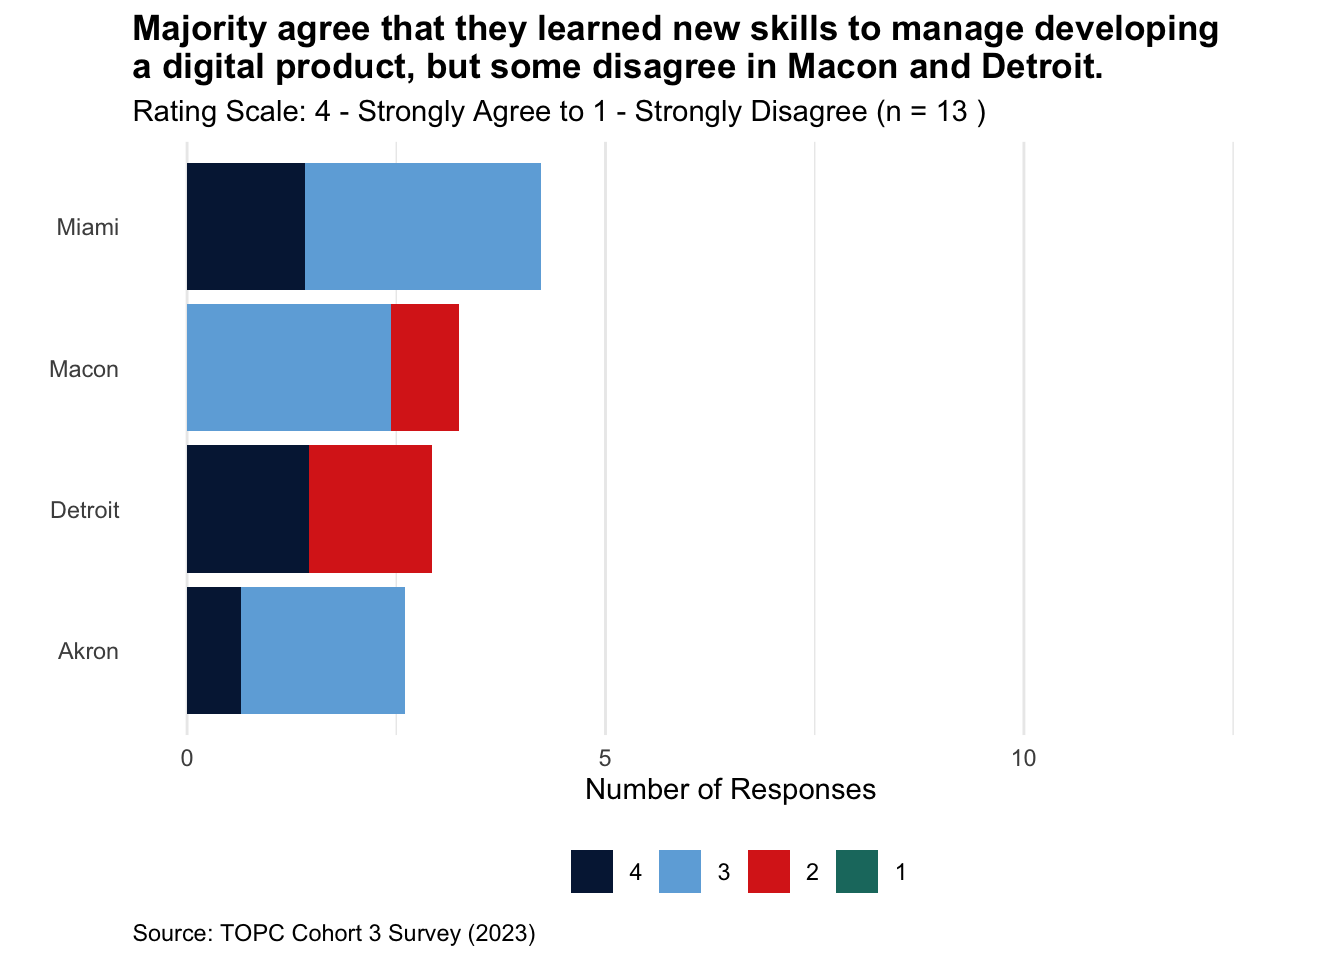 Majority agree that they learned new skills to manage developing
a digital product, but some disagree in Macon and Detroit.
Rating Scale: 4 - Strongly Agree to 1 - Strongly Disagree (n = 13 )
Miami
Macon
Detroit
Akron
0 5 10
Number of Responses
4 3 2 1
Source: TOPC Cohort 3 Survey (2023)